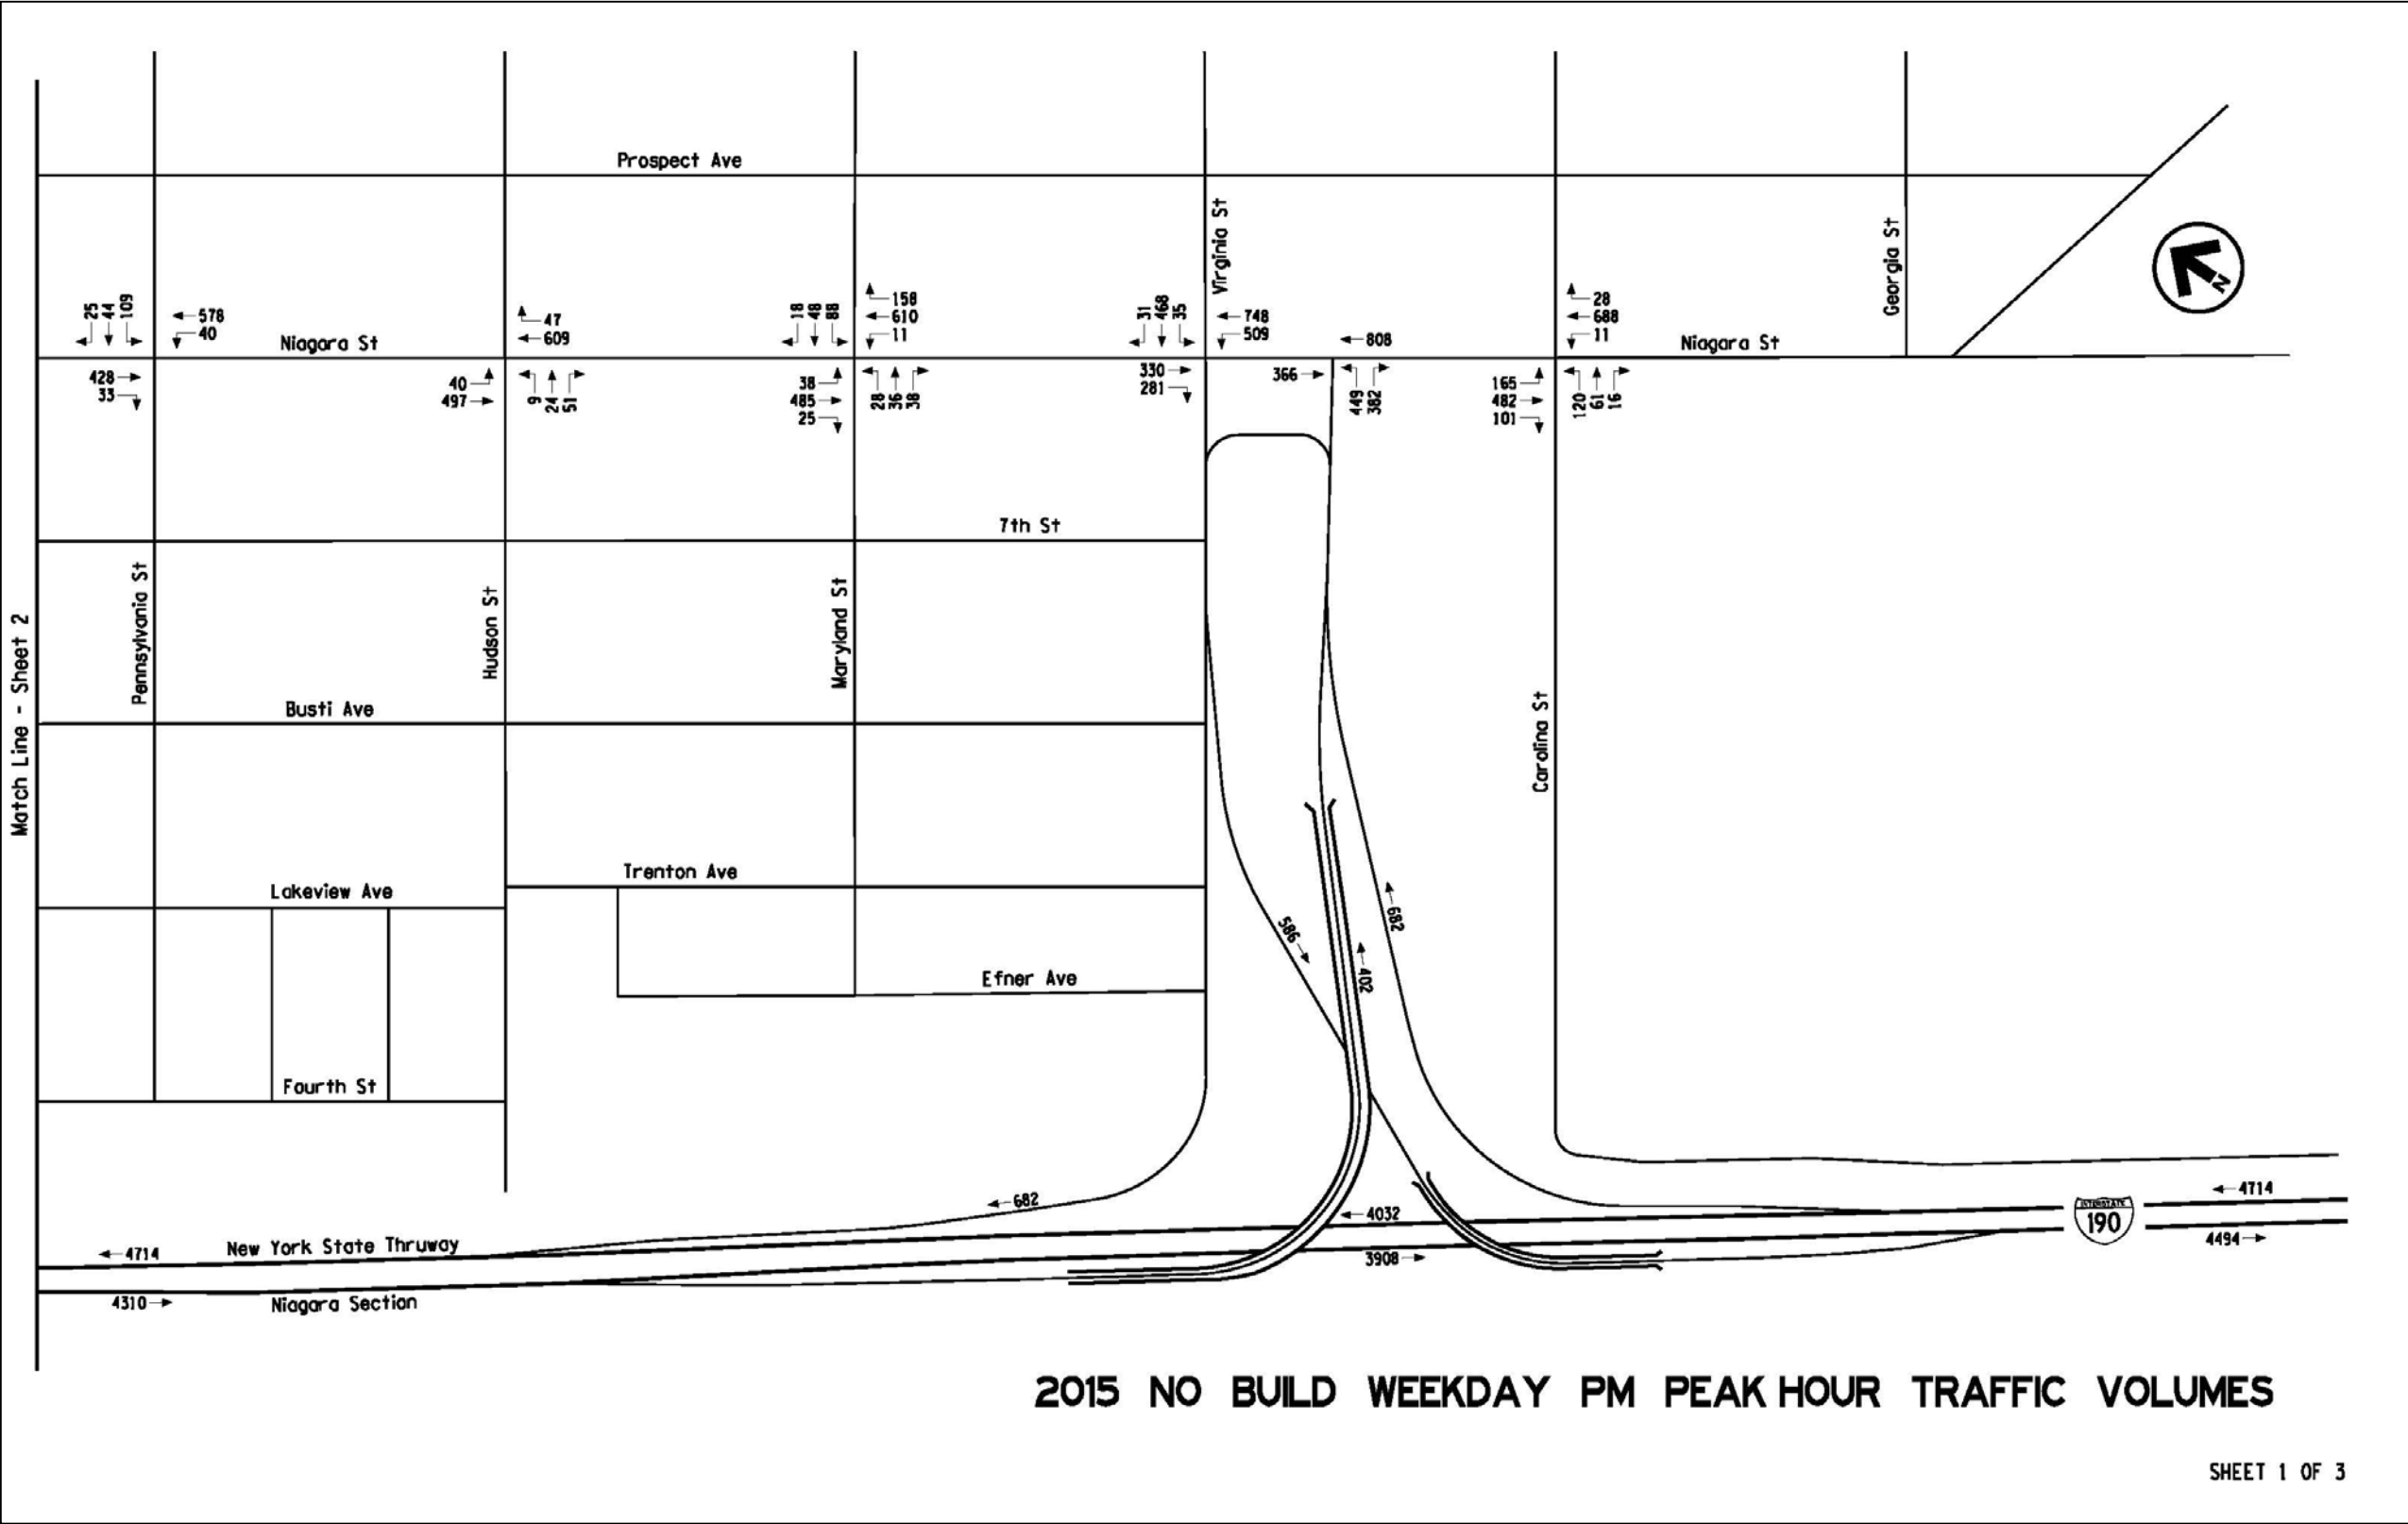 Prospect Ave
Virginia St
Georgia St
N
25
44
109
578
40
Niagara St
47
609
18
48
88
158
610
11
31
468
35
748
509
808
28
688
11
Niagara St
428
33
40
497
9
24
51
38
485
25
28
36
38
330
281
366
449
382
165
482
101
120
61
16
7th St
Pennsylvania St
Hudson St
Maryland St
Match Line - Sheet 2
Busti Ave
Carolina St
Trenton Ave
Lakeview Ave
586
682
402
Efner Ave
Fourth St
682
4032
4714
INTERSTATE
190
4714
New York State Thruway
3908
4494
4310
Niagara Section
2015 NO BUILD WEEKDAY PM PEAK HOUR TRAFFIC VOLUMES
SHEET 1 OF 3